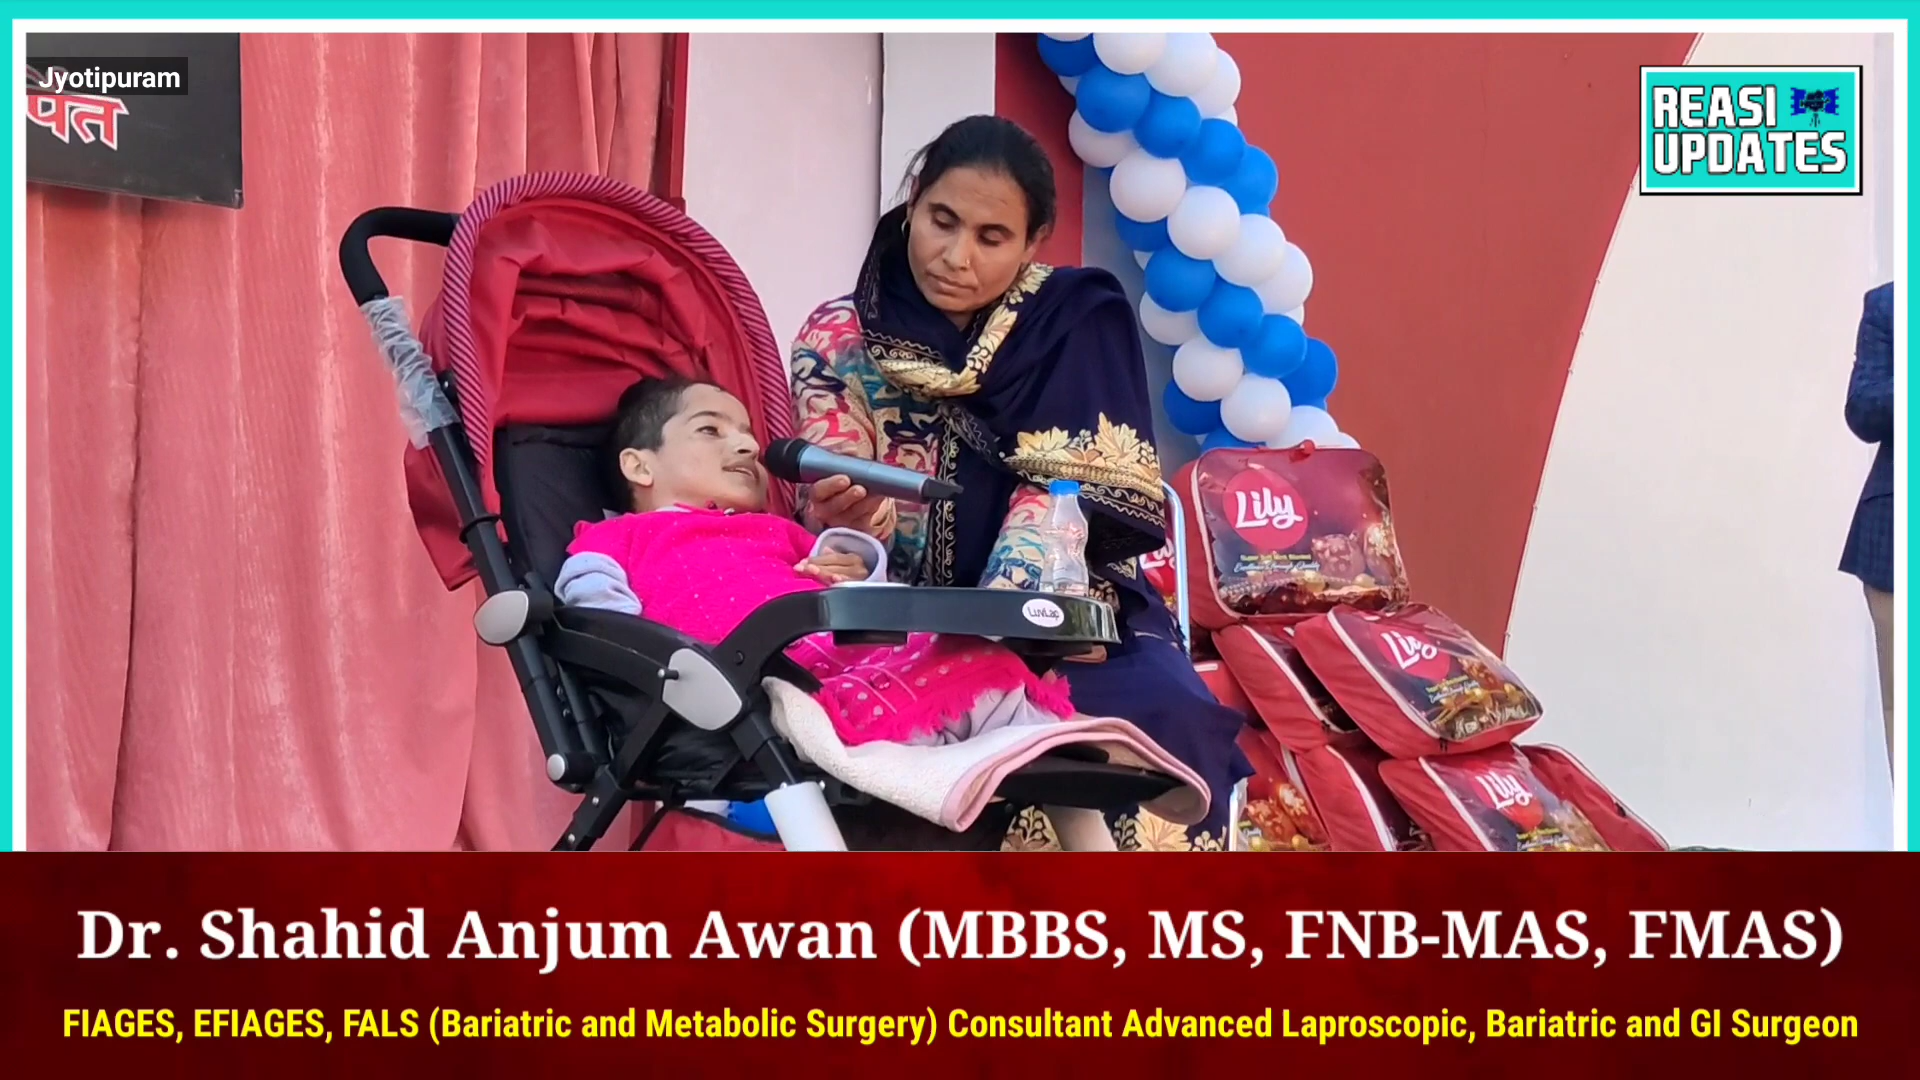 Jyotipuram
REASI
UPDATES
Lily
Lily
Lily
LuvLap
Dr. Shahid Anjum Awan (MBBS, MS, FNB-MAS, FMAS)
FIAGES, EFIAGES, FALS (Bariatric and Metabolic Surgery) Consultant Advanced Laproscopic, Bariatric and GI Surgeon